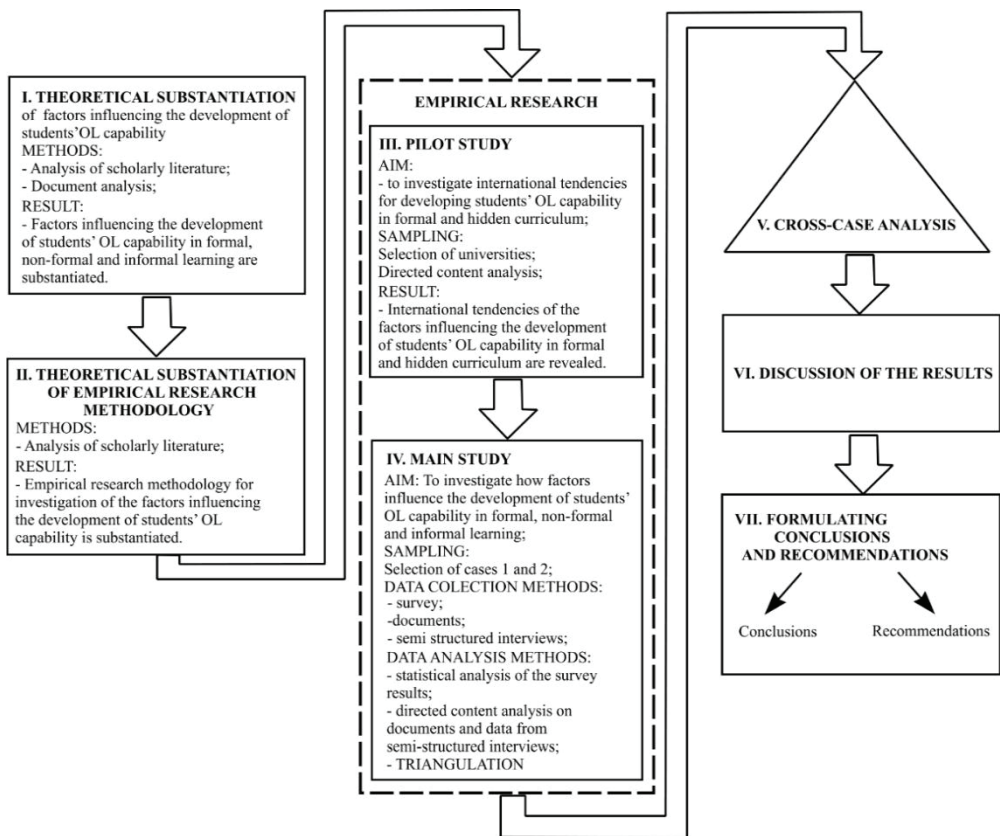 I. THEORETICAL SUBSTANTIATION
of factors influencing the development of
students'OL capability
METHODS:
- Analysis of scholarly literature;
- Document analysis;
RESULT:
- Factors influencing the development
of students' OL capability in formal,
non-formal and informal learning are
substantiated.
II. THEORETICAL SUBSTANTIATION
OF EMPIRICAL RESEARCH
METHODOLOGY
METHODS:
- Analysis of scholarly literature;
RESULT:
- Empirical research methodology for
investigation of the factors influencing
the development of students' OL
capability is substantiated.
EMPIRICAL RESEARCH
III. PILOT STUDY
AIM:
- to investigate international tendencies
for developing students' OL capability
in formal and hidden curriculum;
SAMPLING:
Selection of universities;
Directed content analysis;
RESULT:
- International tendencies of the
factors influencing the development
of students' OL capability in formal
and hidden curriculum are revealed.
IV. MAIN STUDY
AIM: To investigate how factors
influence the development of students'
OL capability in formal, non-formal
and informal learning;
SAMPLING:
Selection of cases 1 and 2;
DATA COLECTION METHODS:
- survey;
-documents;
- semi structured interviews;
DATA ANALYSIS METHODS:
- statistical analysis of the survey
results;
- directed content analysis on
documents and data from
semi-structured interviews;
- TRIANGULATION
V. CROSS-CASE ANALYSIS
VI. DISCUSSION OF THE RESULTS
VII. FORMULATING
CONCLUSIONS
AND RECOMMENDATIONS
Conclusions
Recommendations